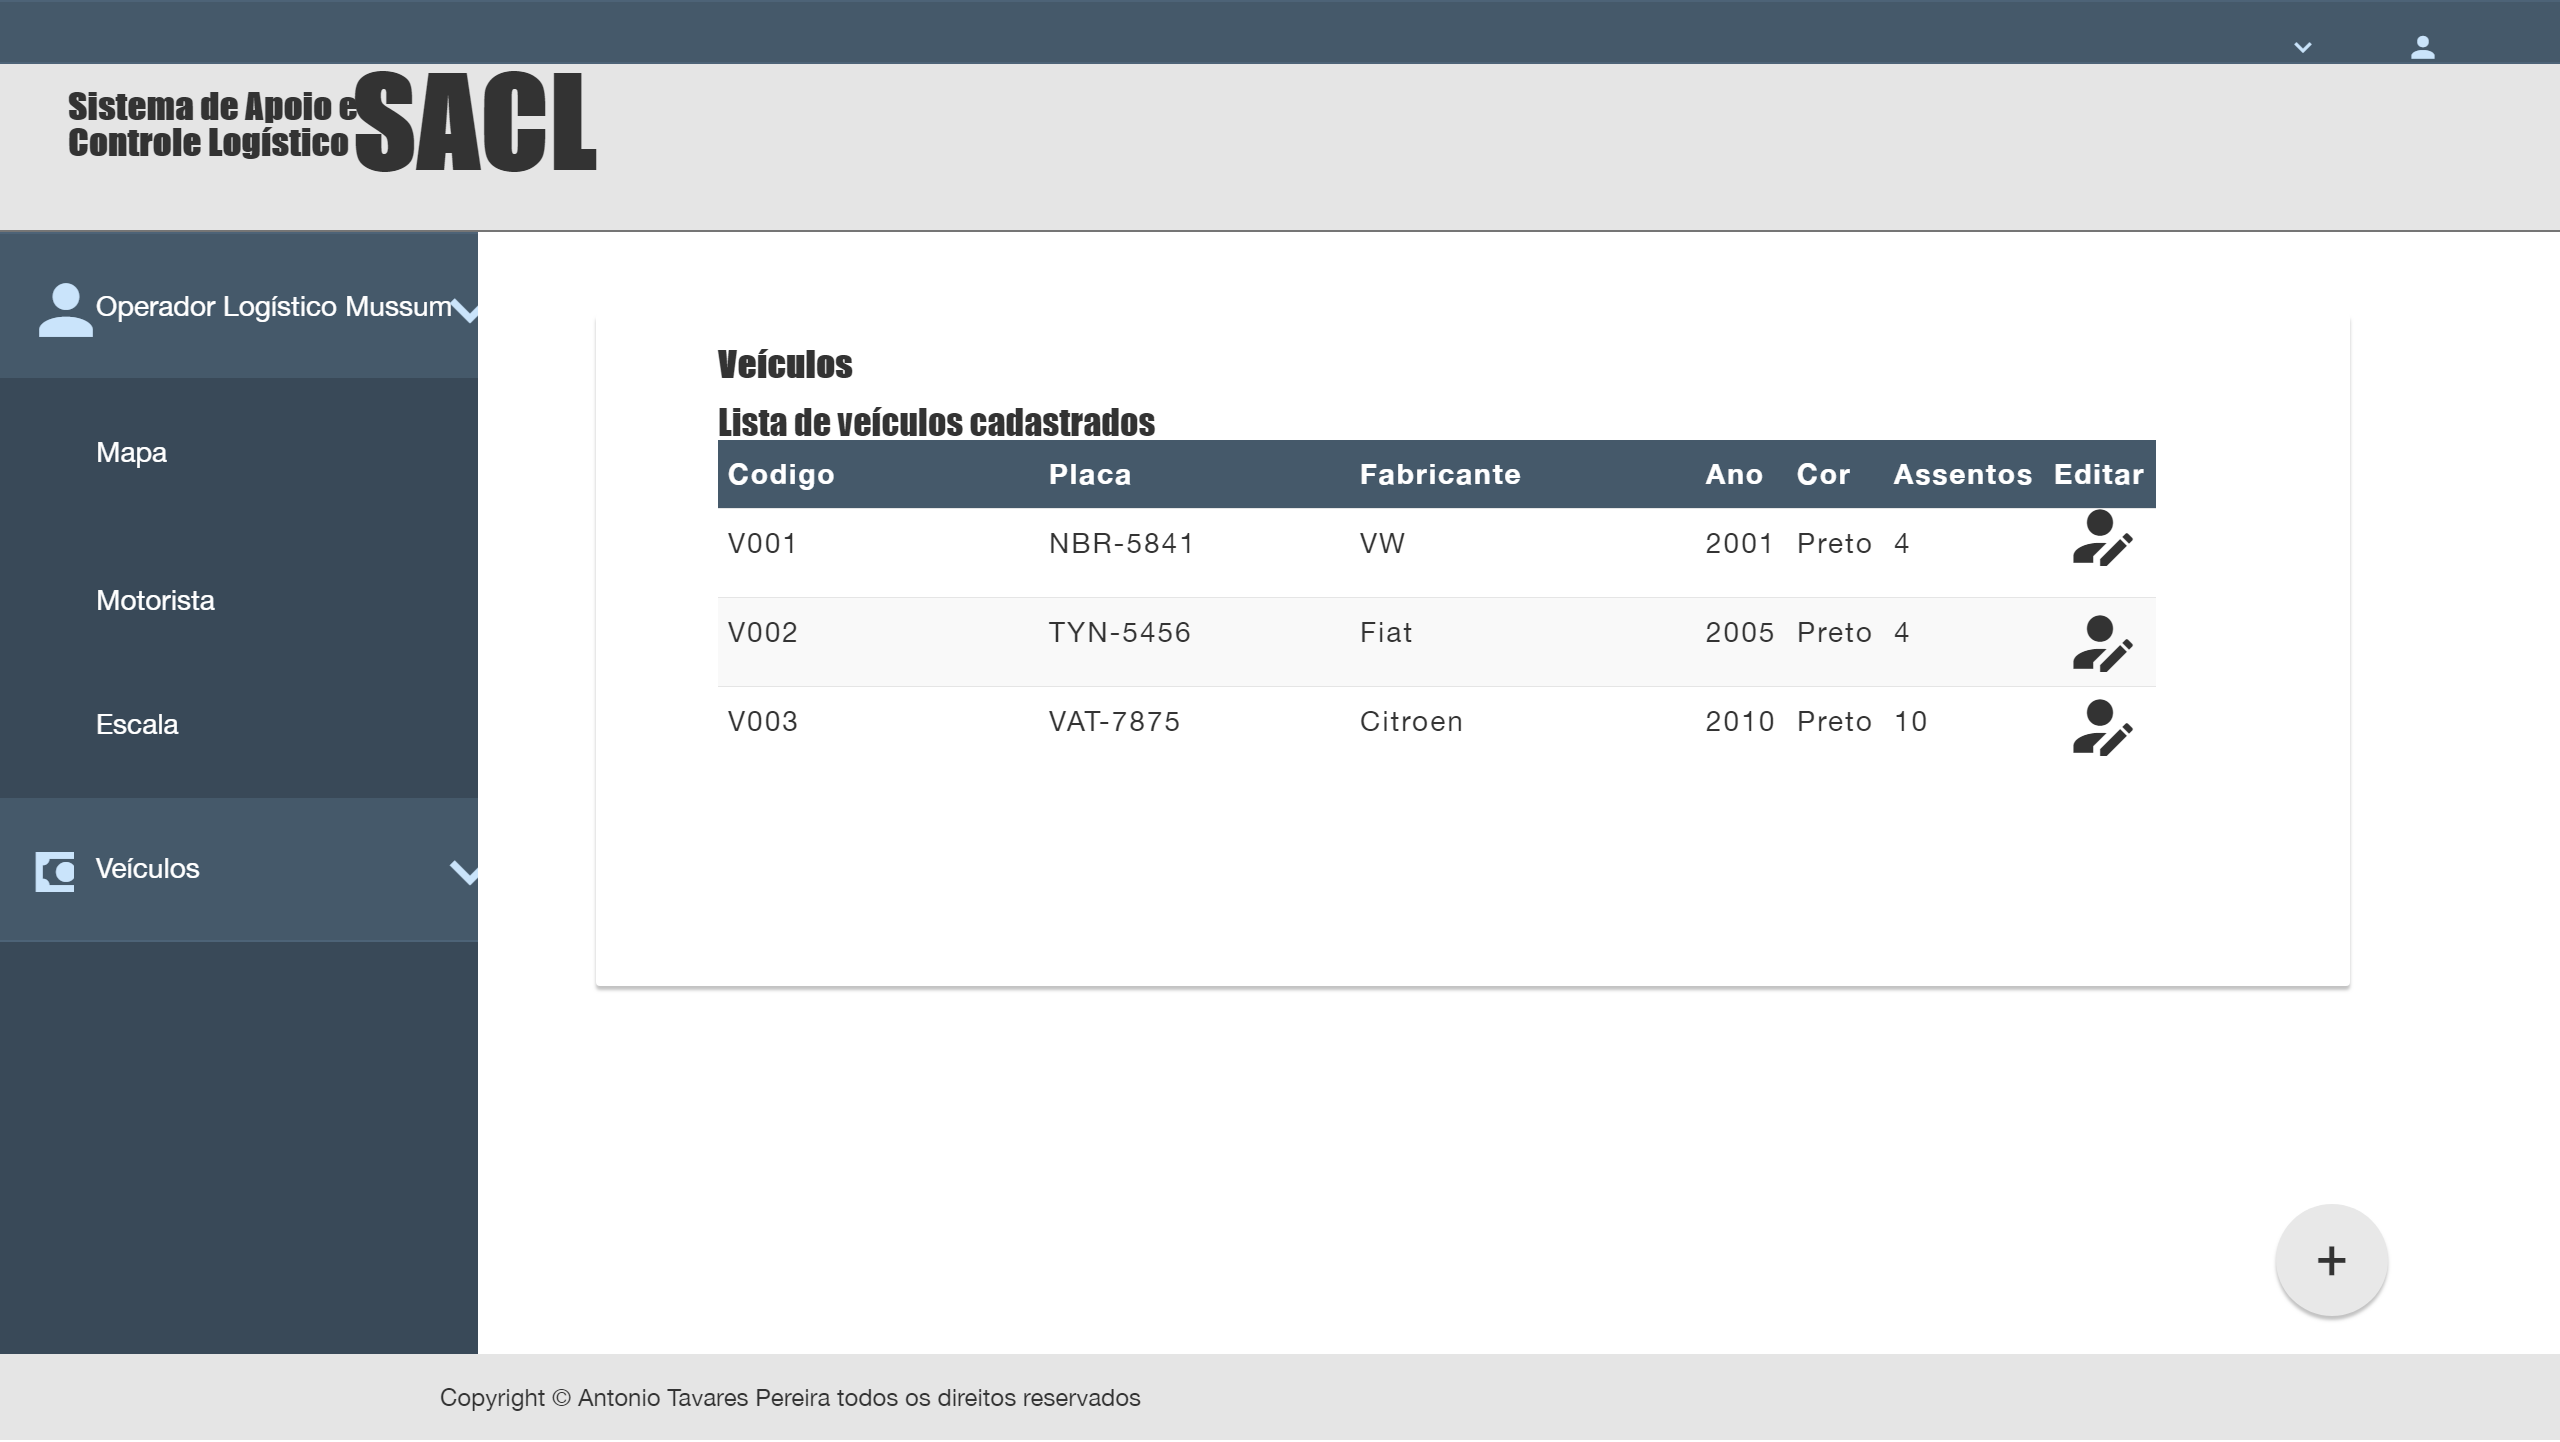 Sistema de Apoio e
Controle Logístico
SACL
Operador Logístico Mussum
Mapa
Motorista
Escala
Veículos
Veículos
Lista de veículos cadastrados
Codigo Placa Fabricante Ano Cor Assentos Editar
V001 NBR-5841 VW 2001 Preto 4
V002 TYN-5456 Fiat 2005 Preto 4
V003 VAT-7875 Citroen 2010 Preto 10
+
Copyright © Antonio Tavares Pereira todos os direitos reservados